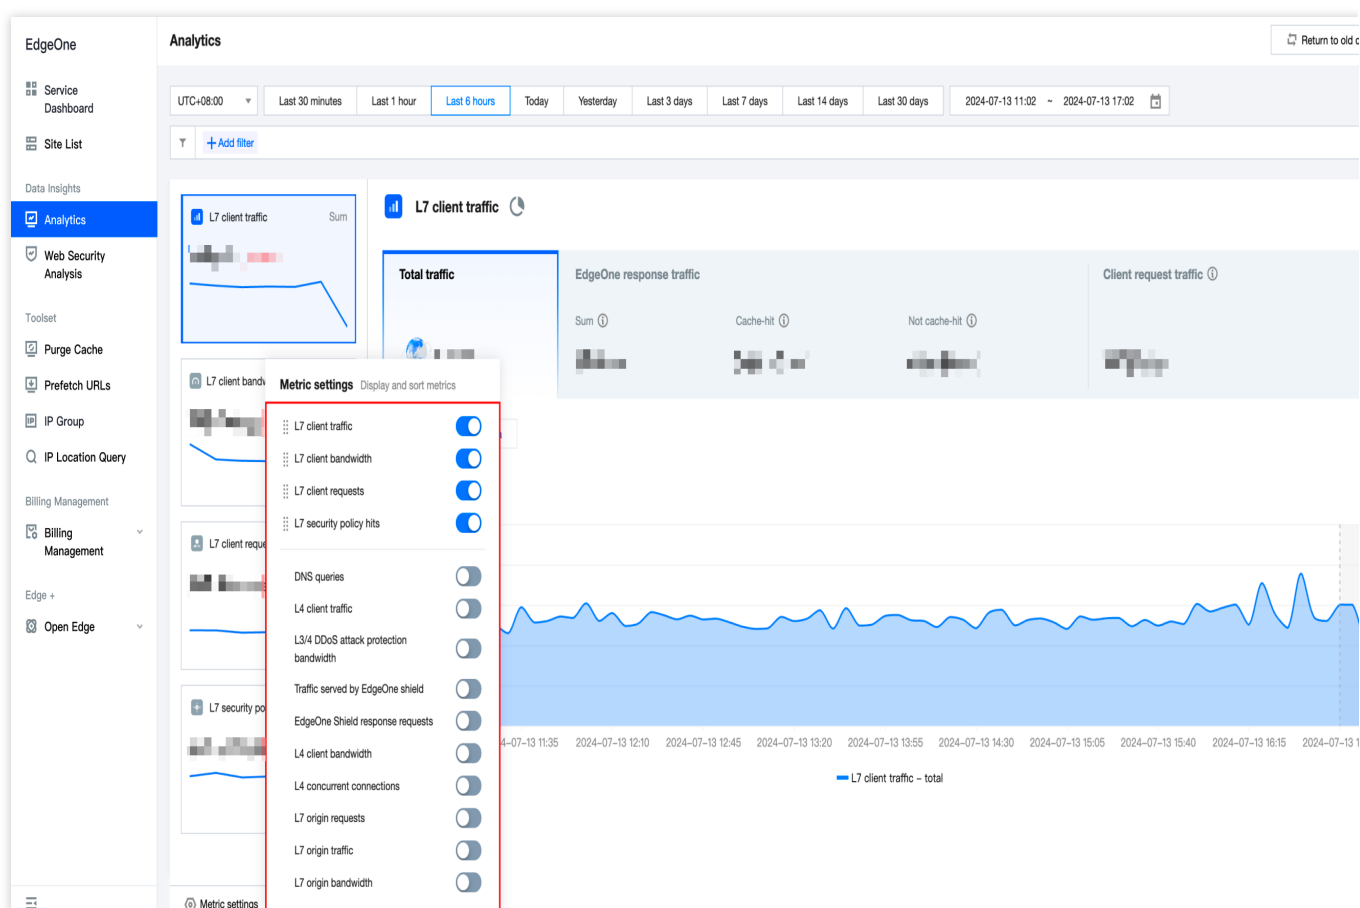 EdgeOne
Service
Dashboard
Site List
Data Insights
Analytics
Web Security
Analysis
Toolset
Purge Cache
Prefetch URLs
IP Group
IP Location Query
Billing Management
Billing
Management
Edge +
Open Edge
Analytics
Return to old
UTC+08:00
Last 30 minutes
Last 1 hour
Last 6 hours
Today
Yesterday
Last 3 days
Last 7 days
Last 14 days
Last 30 days
2024-07-13 11:02 ~ 2024-07-13 17:02
+ Add filter
L7 client traffic Sum
L7 client bandw
L7 client reque
L7 security po
Metric settings
Metric settings Display and sort metrics
L7 client traffic
L7 client bandwidth
L7 client requests
L7 security policy hits
DNS queries
L4 client traffic
L3/4 DDoS attack protection
bandwidth
Traffic served by EdgeOne shield
EdgeOne Shield response requests
L4 client bandwidth
L4 concurrent connections
L7 origin requests
L7 origin traffic
L7 origin bandwidth
L7 client traffic
Total traffic
EdgeOne response traffic
Sum
Cache-hit
Not cache-hit
Client request traffic
4-07-13 11:35 2024-07-13 12:10 2024-07-13 12:45 2024-07-13 13:20 2024-07-13 13:55 2024-07-13 14:30 2024-07-13 15:05 2024-07-13 15:40 2024-07-13 16:15 2024-07-13 1
L7 client traffic - total